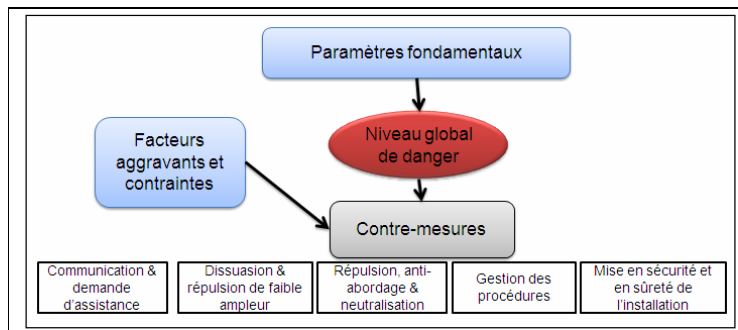 Paramètres fondamentaux
Niveau global
de danger
Facteurs
aggravants et
contraintes
Contre-mesures
Communication &
demande
d'assistance
Dissuasion &
répulsion de faible
ampleur
Répulsion, anti-
abordage &
neutralisation
Gestion des
procédures
Mise en sécurité et
en sûreté de
l'installation